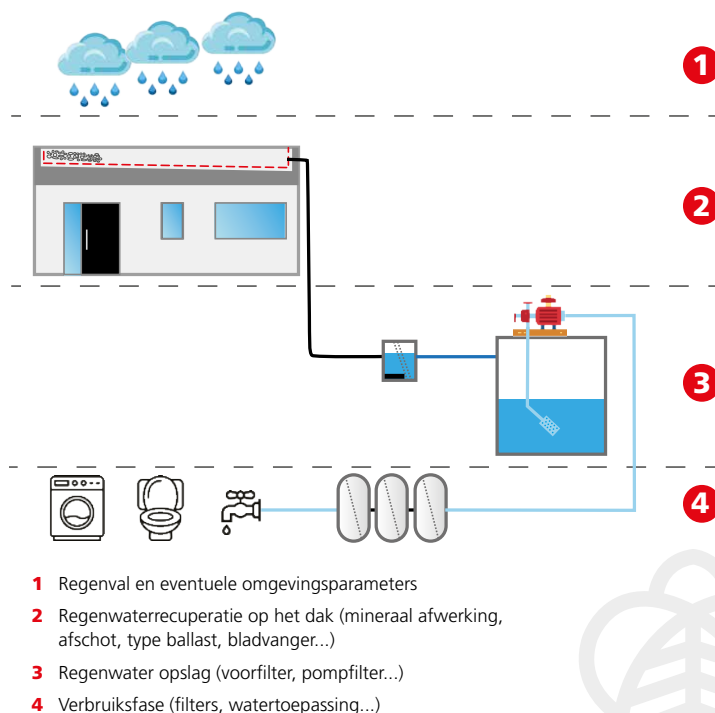 1
2
3
4
1 Regenval en eventuele omgevingsparameters
2 Regenwaterrecuperatie op het dak (mineraal afwerking,
afschot, type ballast, bladvanger...)
3 Regenwater opslag (voorfilter, pompfilter...)
4 Verbruiksfase (filters, watertoepassing...)